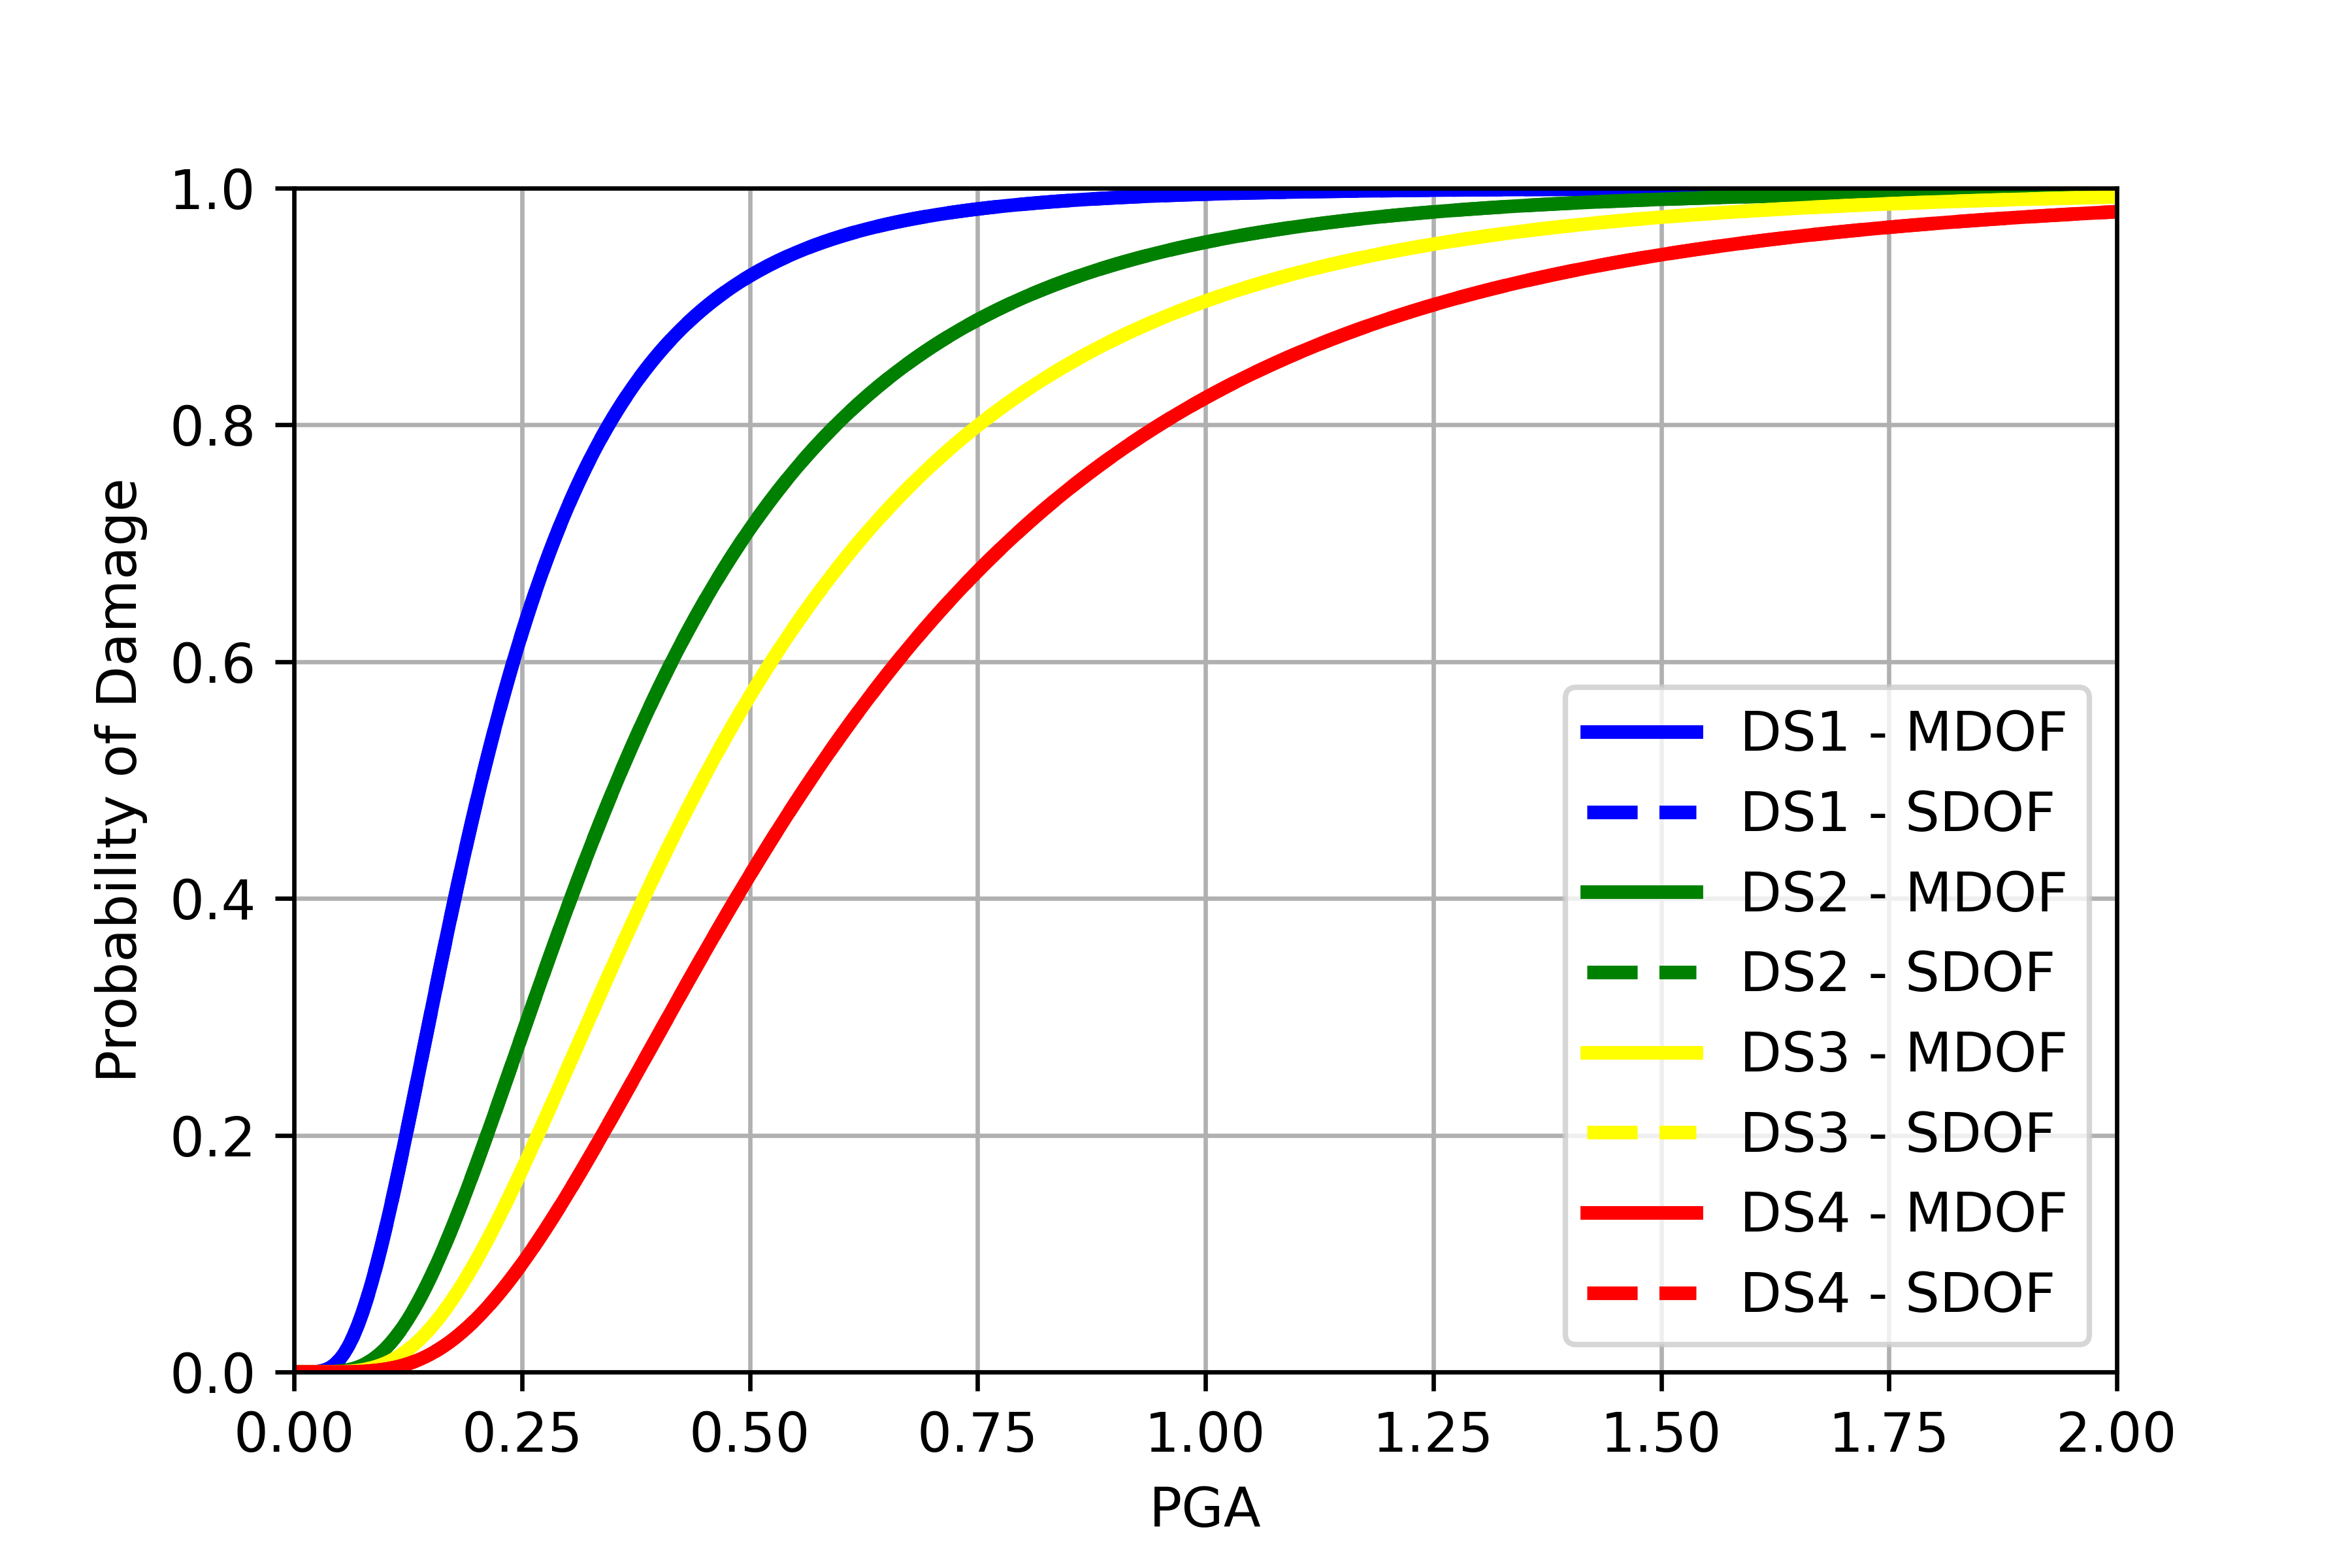 1.0
0.8
0.6
0.4
0.2
0.0
Probability of Damage
0.00 0.25 0.50 0.75 1.00 1.25 1.50 1.75 2.00
PGA
DS1 - MDOF
DS1 - SDOF
DS2 - MDOF
DS2 - SDOF
DS3 - MDOF
DS3 - SDOF
DS4 - MDOF
DS4 - SDOF